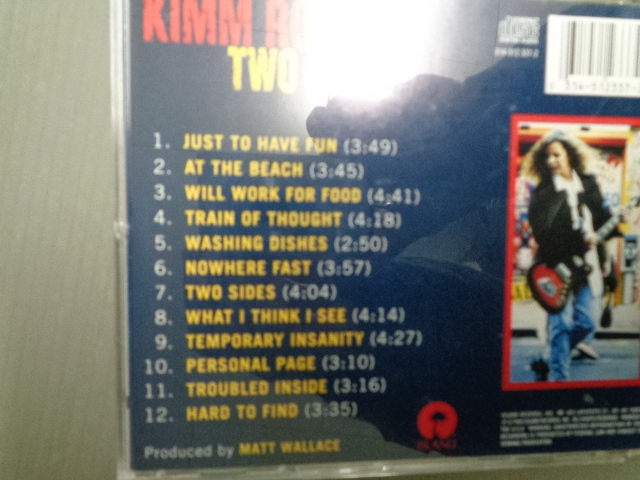 KIMM
TWO
1. JUST TO HAVE FUN (3:49)
2. AT THE BEACH (3:45)
3. WILL WORK FOR FOOD (4:41)
4. TRAIN OF THOUGHT (4:18)
5. WASHING DISHES (2:50)
6. NOWHERE FAST (3:57)
7. TWO SIDES (4:04)
8. WHAT I THINK I SEE (4:14)
9. TEMPORARY INSANITY (4:27)
10. PERSONAL PAGE (3:10)
11. TROUBLED INSIDE (3:16)
12. HARD TO FIND (3:35)
Produced by MATT WALLACE
ISLAND